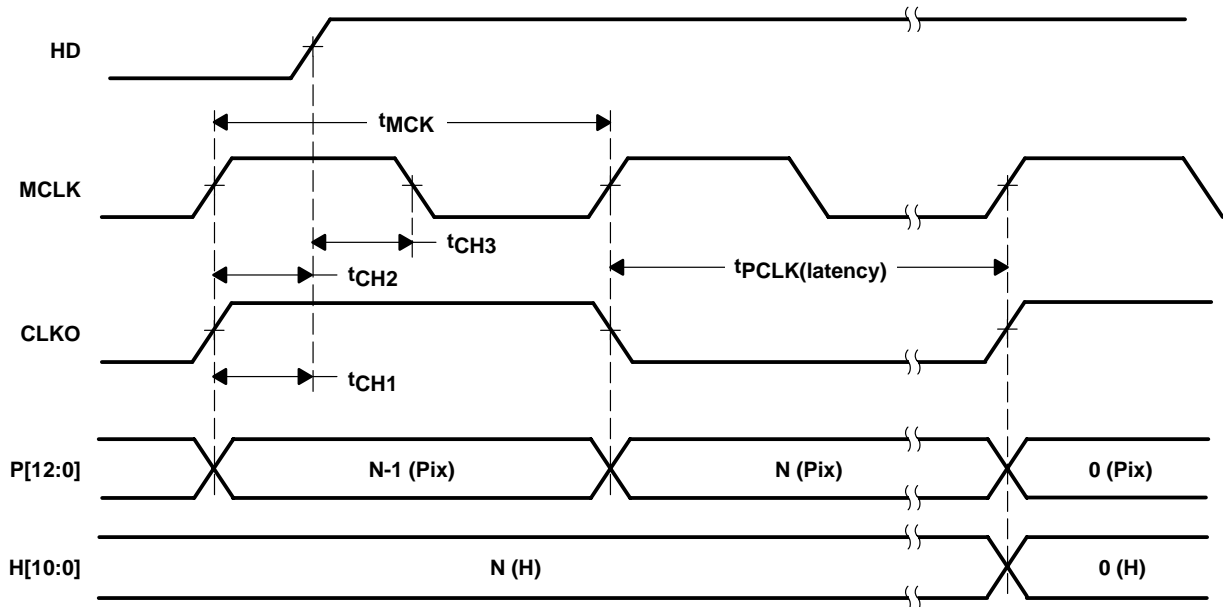 HD
tMCK
MCLK
tCH3
tCH2
tPCLK(latency)
CLKO
tCH1
P[12:0]
N-1 (Pix)
N (Pix)
0 (Pix)
H[10:0]
N (H)
0 (H)